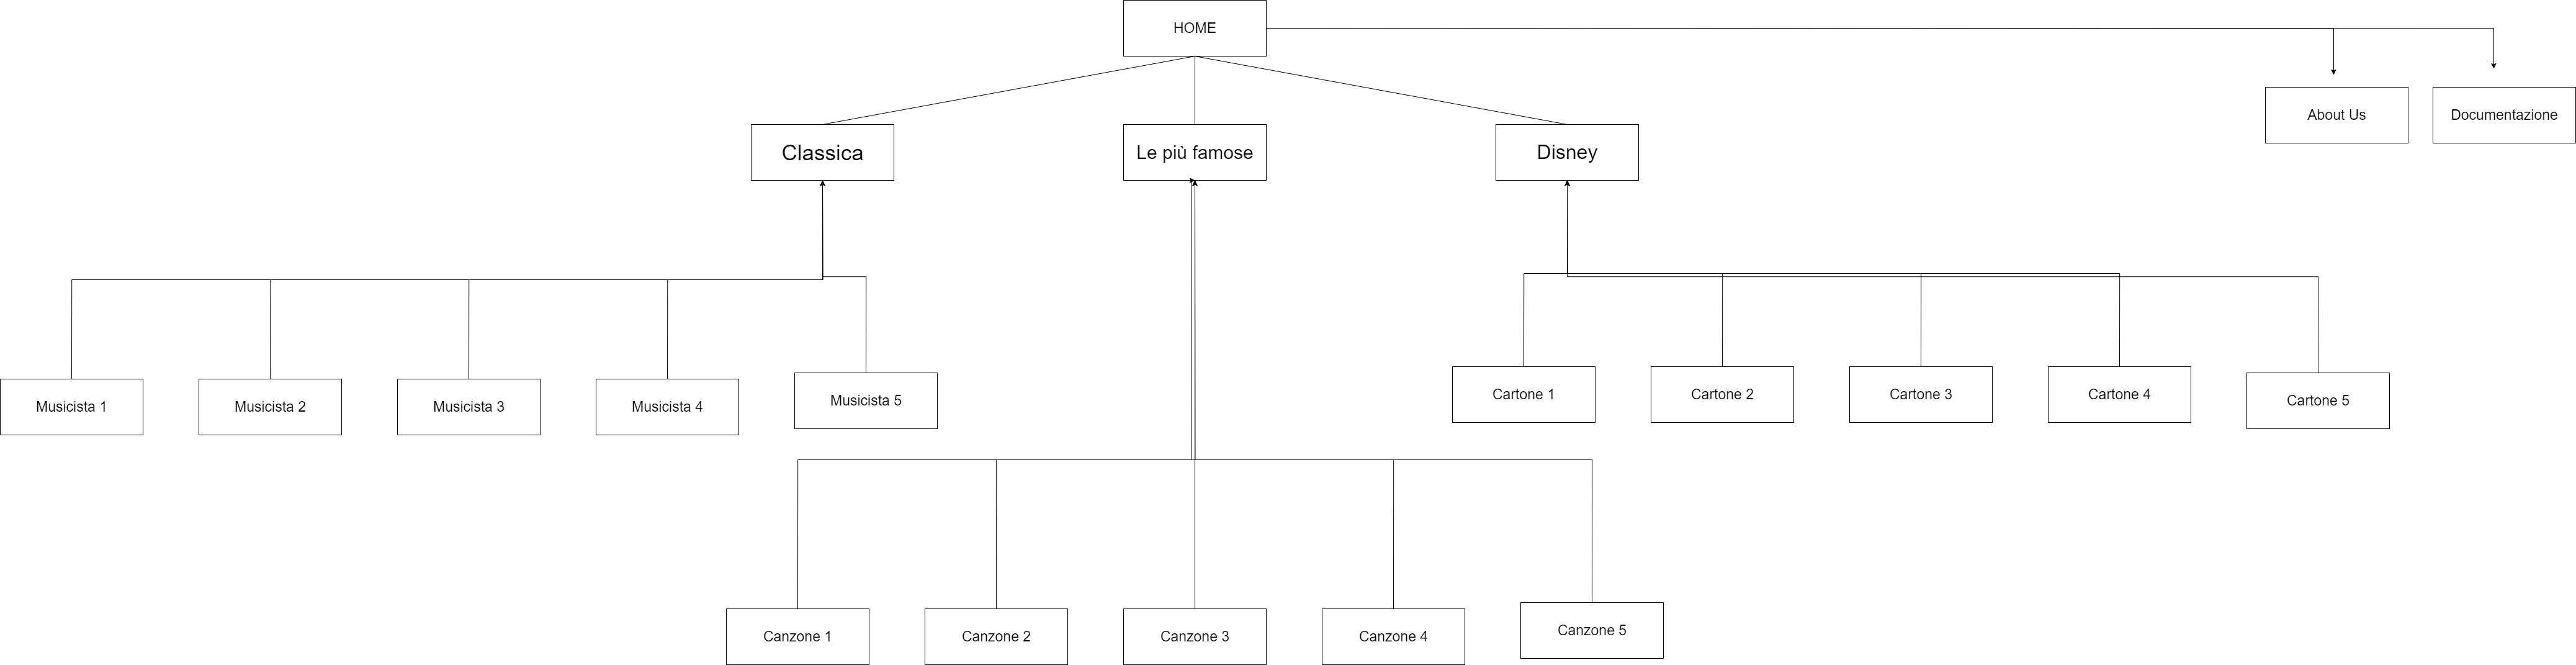 HOME
About Us
Documentazione
Classica
Le più famose
Disney
Musicista 1
Musicista 2
Musicista 3
Musicista 4
Musicista 5
Cartone 1
Cartone 2
Cartone 3
Cartone 4
Cartone 5
Canzone 1
Canzone 2
Canzone 3
Canzone 4
Canzone 5